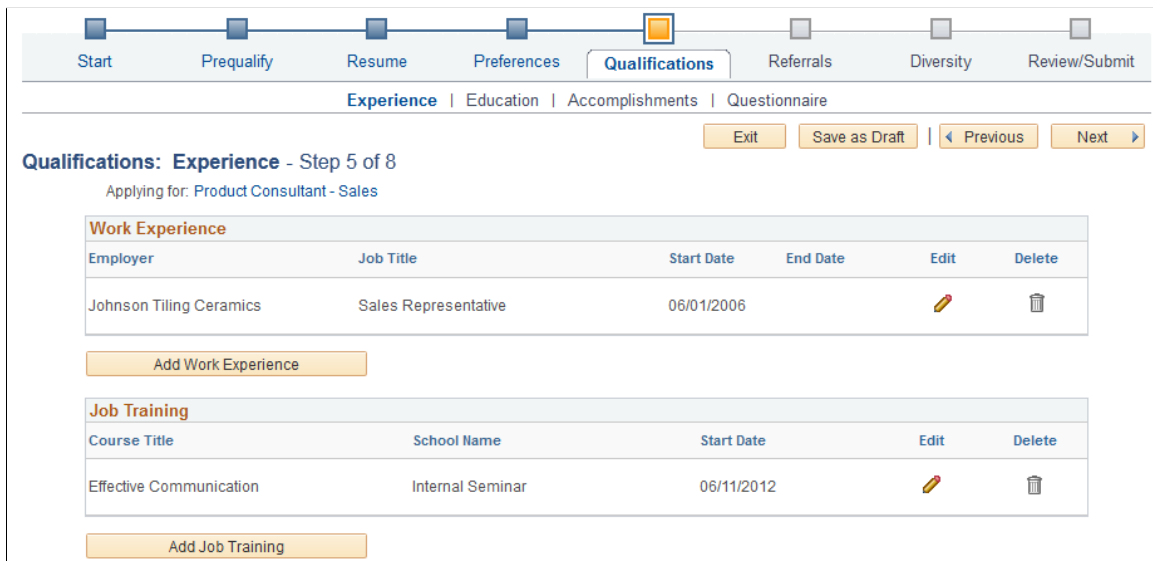 Start Prequalify Resume Preferences Qualifications Referrals Diversity Review/Submit
Experience | Education | Accomplishments | Questionnaire
Exit Save as Draft | Previous Next
Qualifications: Experience - Step 5 of 8
Applying for: Product Consultant - Sales
Work Experience
Employer Job Title Start Date End Date Edit Delete
Johnson Tiling Ceramics Sales Representative 06/01/2006
Add Work Experience
Job Training
Course Title School Name Start Date Edit Delete
Effective Communication Internal Seminar 06/11/2012
Add Job Training